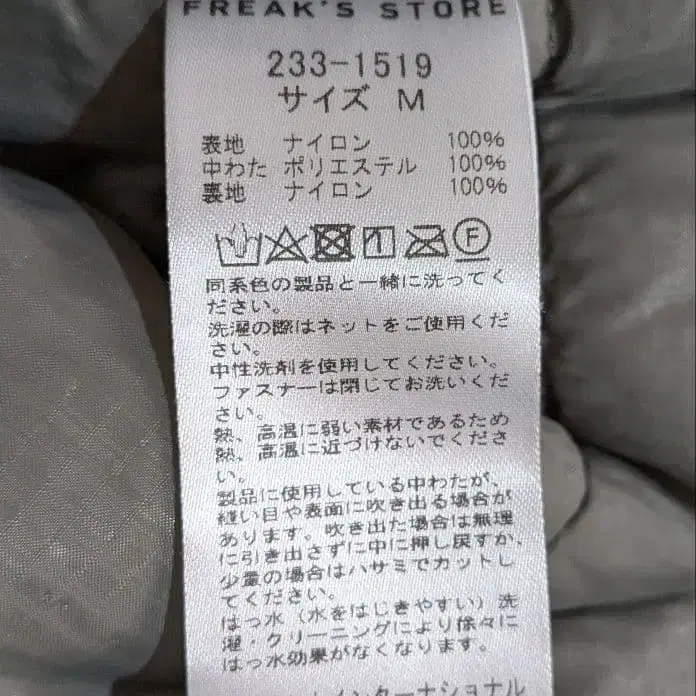 FREAK'S STORE
233-1519
サイズ M
表地 ナイロン 100%
中わた ポリエステル 100%
裏地 ナイロン 100%
F
同系色の製品と一緒に洗ってく
ださい。
洗濯の際はネットをご使用くだ
さい。
中性洗剤を使用してください。
ファスナーは閉じてお洗いくだ
さい。
熱、高温に弱い素材であるため
熱、高温に近づけないでくださ
い。
製品に使用している中わたが、
縫い目や表面に吹き出る場合が
あります。吹き出た場合は無理
に引き出さずに中に押し戻すか、
少量の場合はハサミでカットし
てください。
はっ水（水をはじきやすい）洗
濯・クリーニングにより徐々に
はっ水効果がなくなります。
インターナショナル